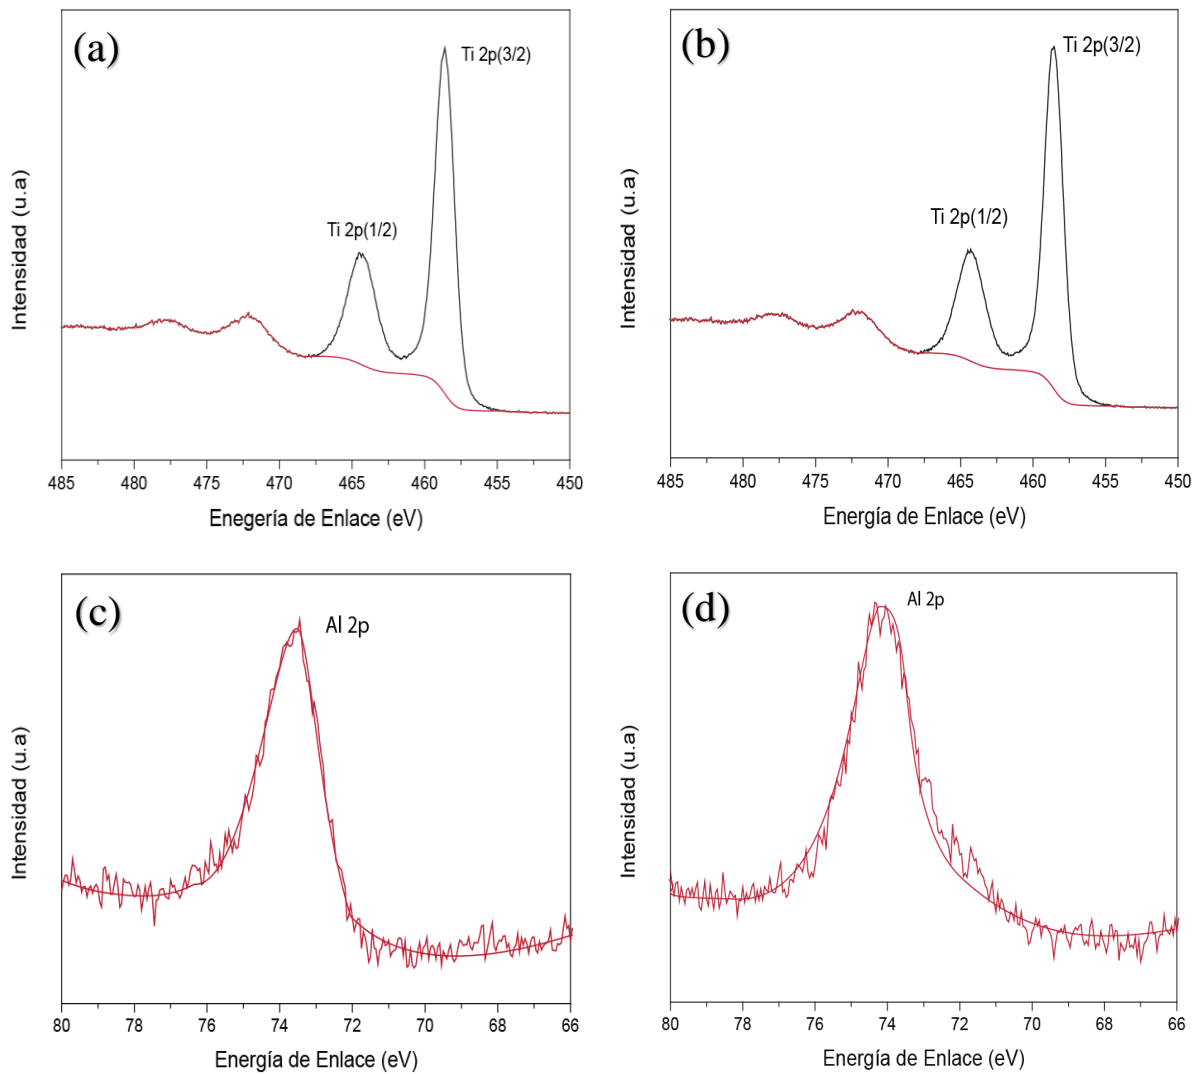 (a)
Ti 2p(3/2)
Ti 2p(1/2)
Intensidad (u.a)
485 480 475 470 465 460 455 450
Enegería de Enlace (eV)
(b)
Ti 2p(3/2)
Ti 2p(1/2)
Intensidad (u.a)
485 480 475 470 465 460 455 450
Energía de Enlace (eV)
(c)
Al 2p
Intensidad (u.a)
80 78 76 74 72 70 68 66
Energía de Enlace (eV)
(d)
Al 2p
Intensidad (u.a)
80 78 76 74 72 70 68 66
Energía de Enlace (eV)